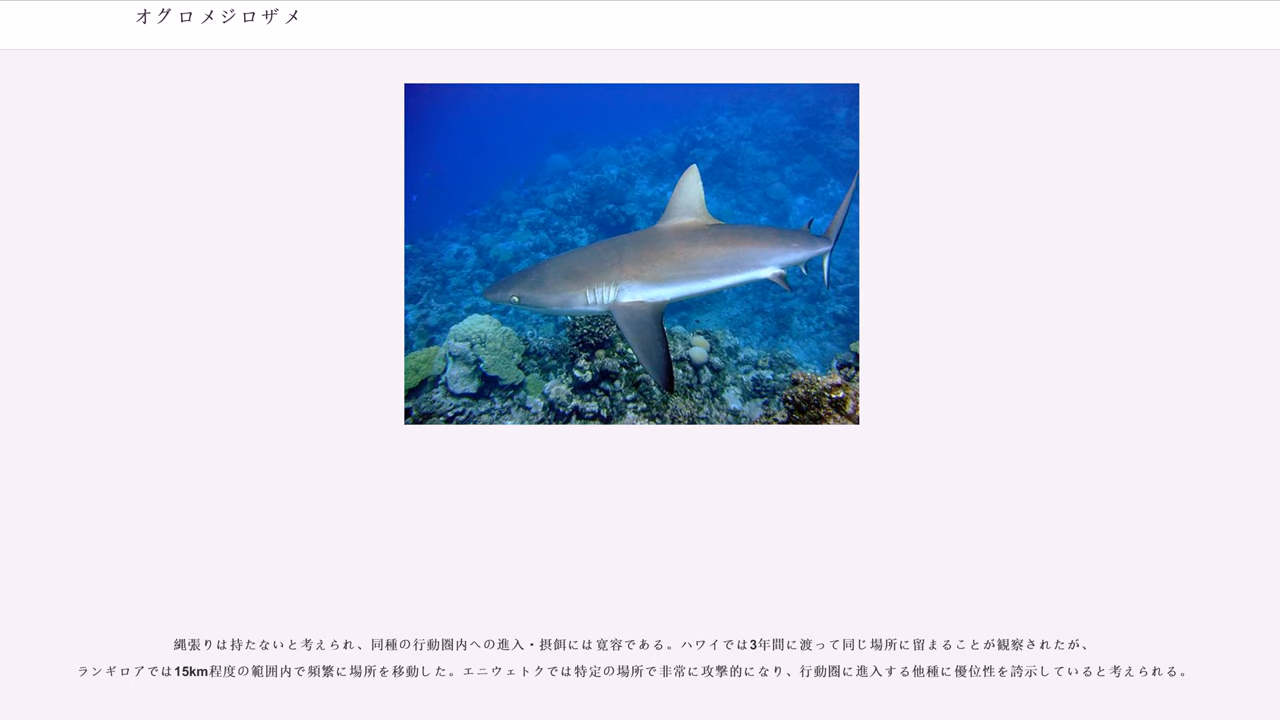 オグロメジロザメ
縄張りは持たないと考えられ、同種の行動圏内への進入・摂餌には寛容である。ハワイでは3年間に渡って同じ場所に留まることが観察されたが、
ランギロアでは15km程度の範囲内で頻繁に場所を移動した。エニウェトクでは特定の場所で非常に攻撃的になり、行動圏に進入する他種に優位性を誇示していると考えられる。